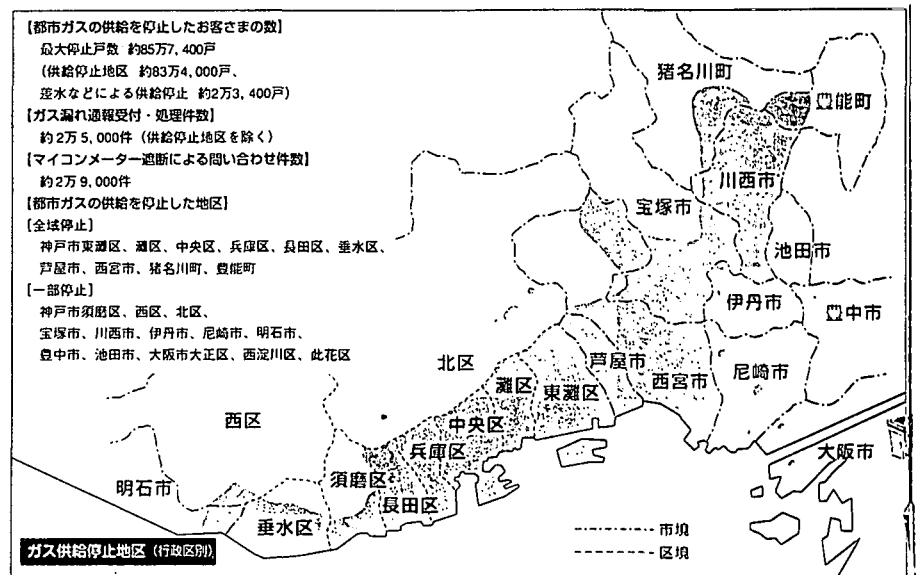 【都市ガスの供給を停止したお客さまの数】
最大停止戸数 約85万7,400戸
(供給停止地区 約83万4,000戸、
差水などによる供給停止 約2万3,400戸)
【ガス漏れ通報受付・処理件数】
約2万5,000件(供給停止地区を除く)
【マイコンメーター遮断による問い合わせ件数】
約2万9,000件
【都市ガスの供給を停止した地区】
[全域停止]
神戸市東灘区、灘区、中央区、兵庫区、長田区、垂水区、
芦屋市、西宮市、猪名川町、豊能町
[一部停止]
神戸市須磨区、西区、北区、
宝塚市、川西市、伊丹市、尼崎市、明石市、
豊中市、池田市、大阪市大正区、西淀川区、此花区
猪名川町
豊能町
川西市
宝塚市
池田市
伊丹市
豊中市
北区
芦屋市
尼崎市
灘区
東灘区
西宮市
西区
中央区
兵庫区
大阪市
須磨区
明石市
長田区
垂水区
市境
区境
ガス供給停止地区(行政区別)